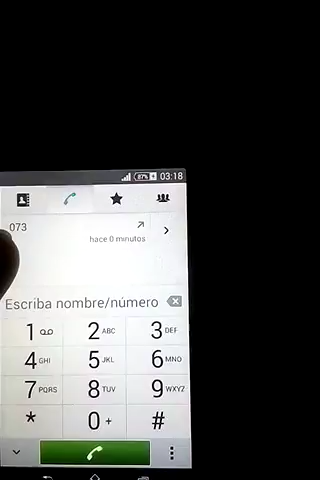 87% 03:18
073
hace 0 minutos
Escriba nombre/número
1 2 ABC 3 DEF
4 GHI 5 JKL 6 MNO
7 PQRS 8 TUV 9 WXYZ
* 0 + #